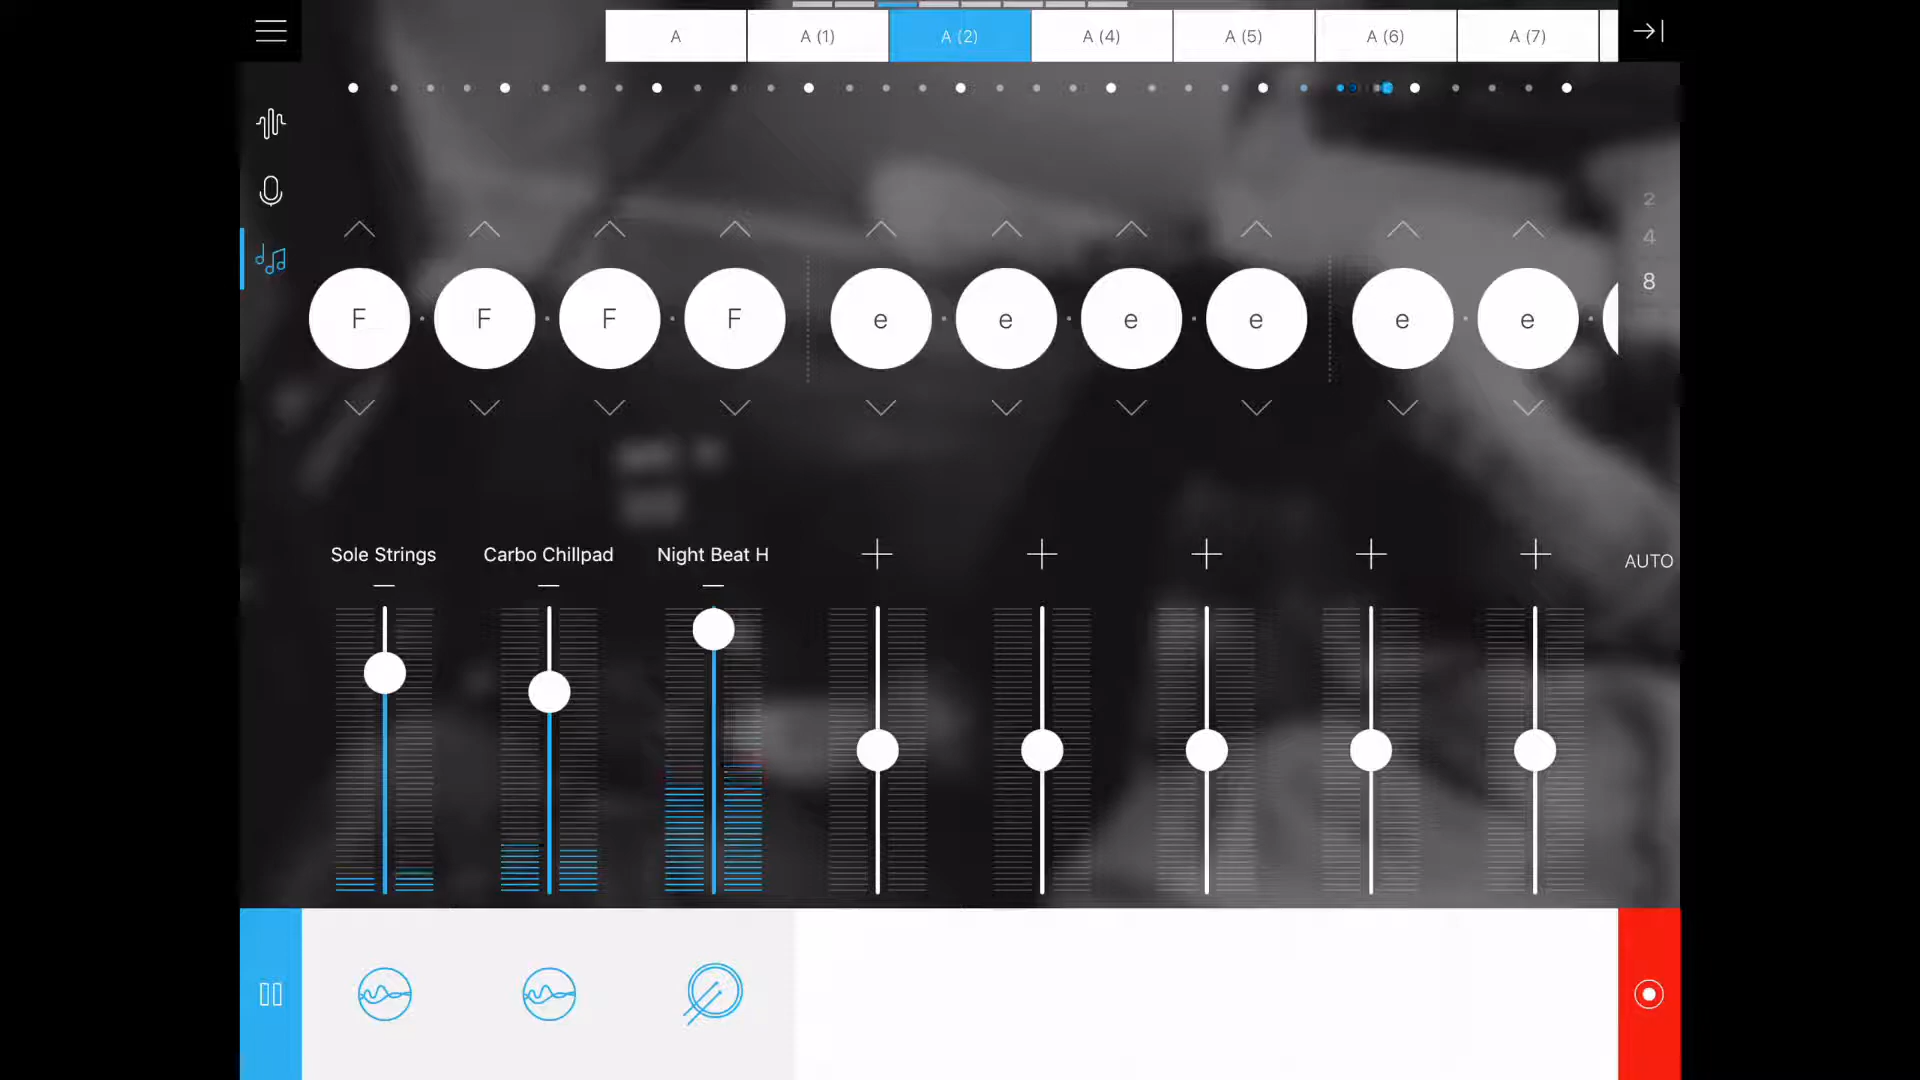 A A (1) A (2) A (4) A (5) A (6) A (7)
2
4
8
F F F F e e e e e e
Sole Strings Carbo Chillpad Night Beat H
AUTO